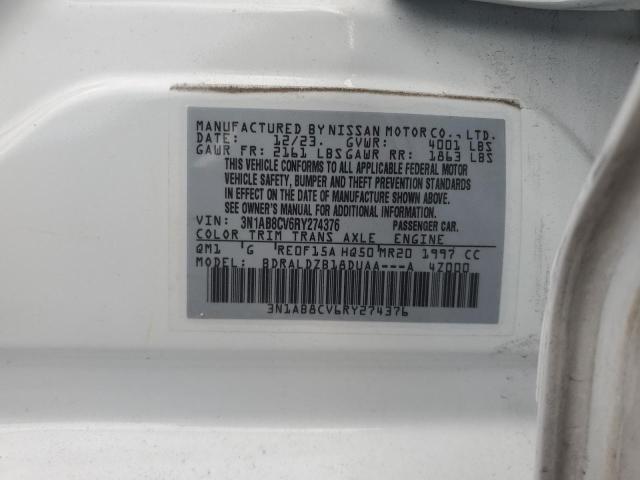 MANUFACTURED BY NISSAN MOTOR CO., LTD.
DATE: 12/23. GVWR: 4001 LBS
GAWR FR: 2161 LBS GAWR RR: 1863 LBS
THIS VEHICLE CONFORMS TO ALL APPLICABLE FEDERAL MOTOR
VEHICLE SAFETY, BUMPER AND THEFT PREVENTION STANDARDS
IN EFFECT ON THE DATE OF MANUFACTURE SHOWN ABOVE.
SEE OWNER'S MANUAL FOR ADDITIONAL INFORMATION.
VIN: 3N1AB8CV6RY274376 PASSENGER CAR.
COLOR TRIM TRANS AXLE ENGINE
QM1 G RE0F15A HQ50 MR20 1997 CC
MODEL: BDRALDZB18DUAA---A 4Z000
3N1AB8CV6RY274376